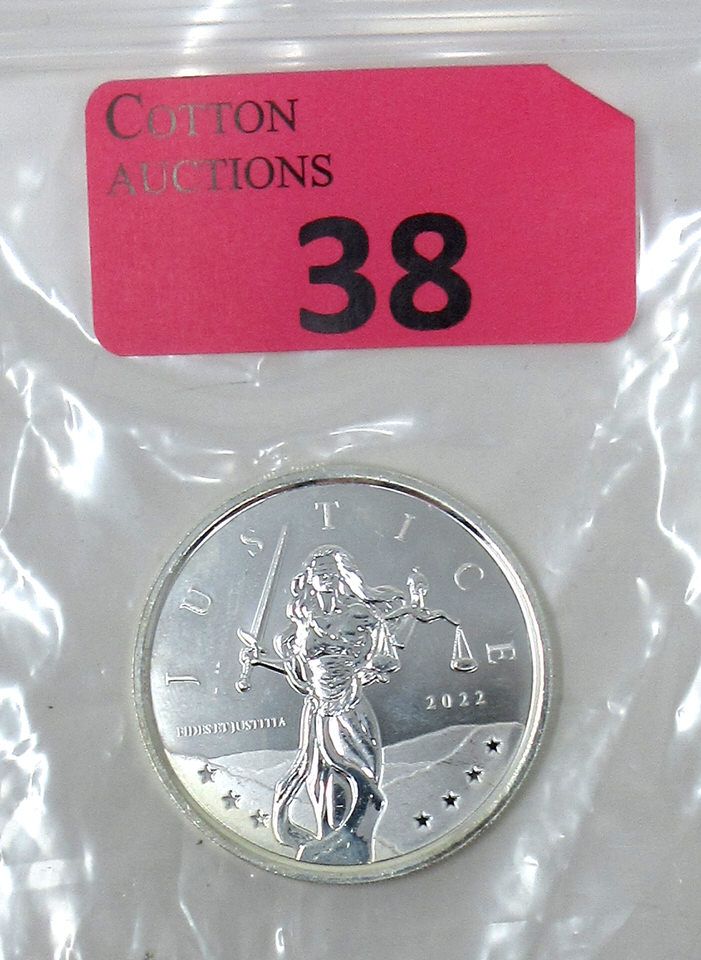 COTTON
AUCTIONS
38
JUSTICE
FIDES ET JUSTITIA
2022